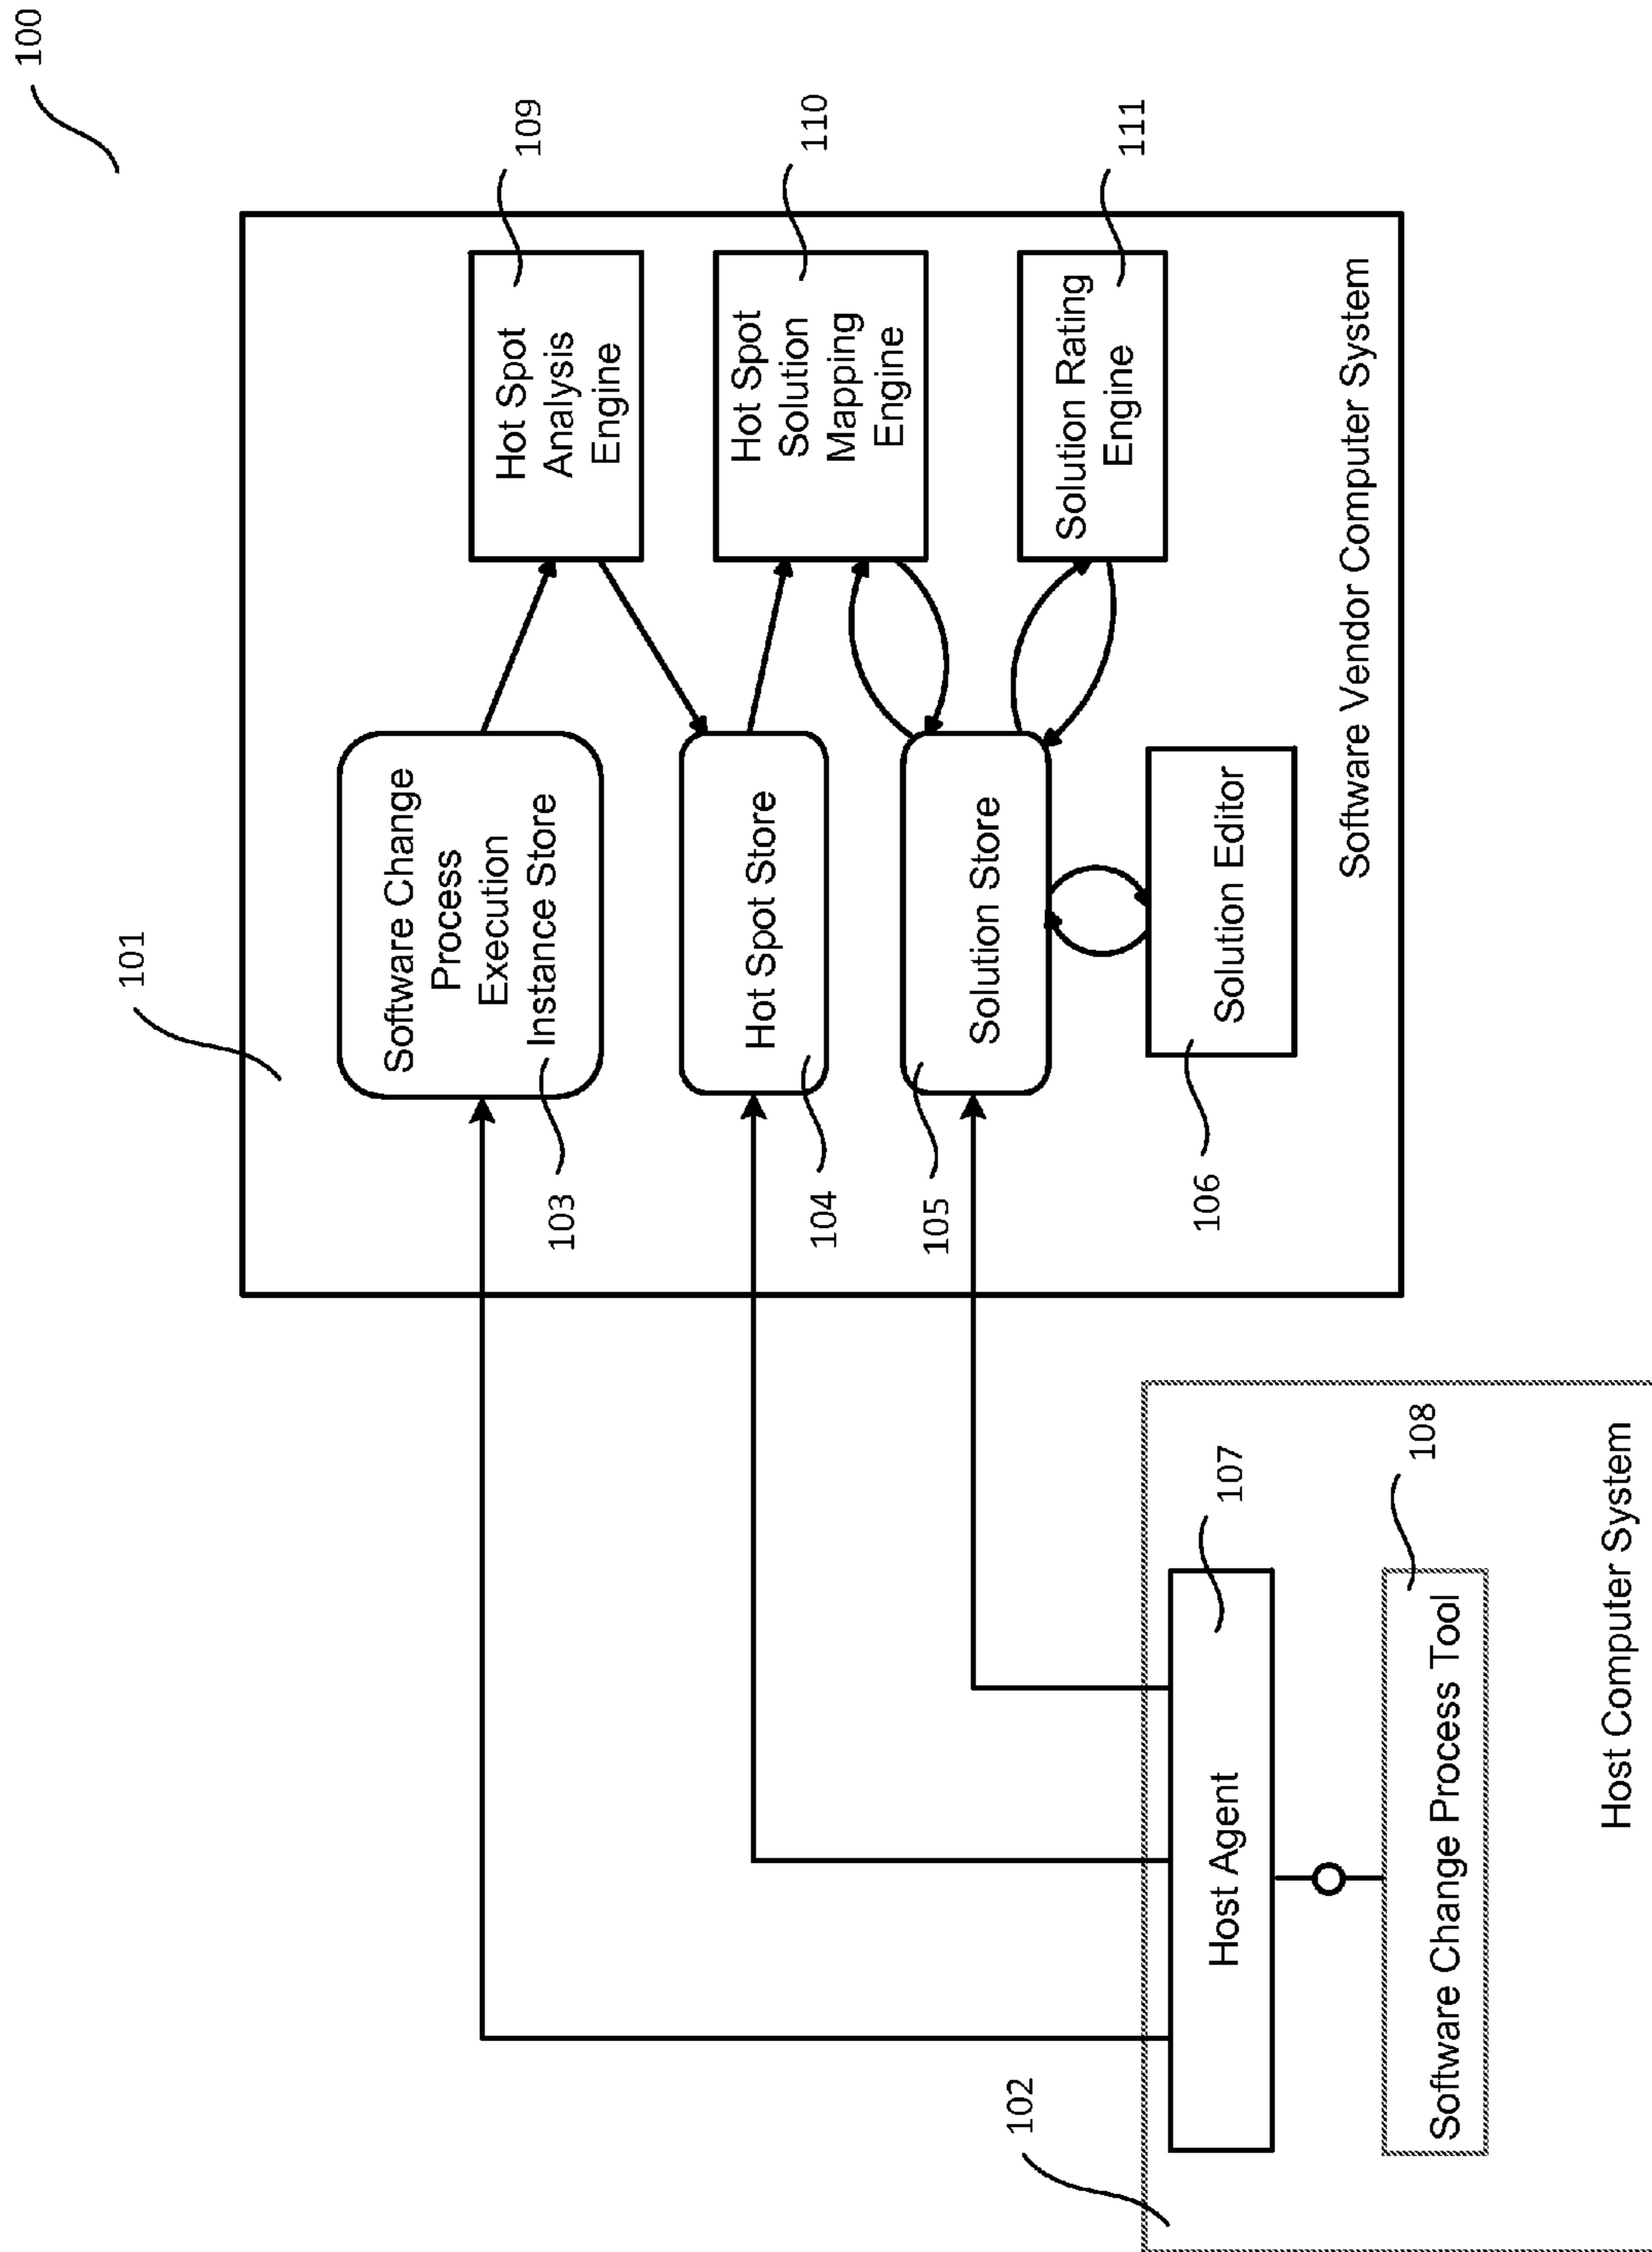 100
101
Software Change
Process
Execution
Instance Store
103
Hot Spot
Analysis
Engine
109
Hot Spot Store
104
Hot Spot
Solution
Mapping
Engine
110
Solution Store
105
Solution Rating
Engine
111
Solution Editor
106
Software Vendor Computer System
102
Host Agent
107
Software Change Process Tool
108
Host Computer System